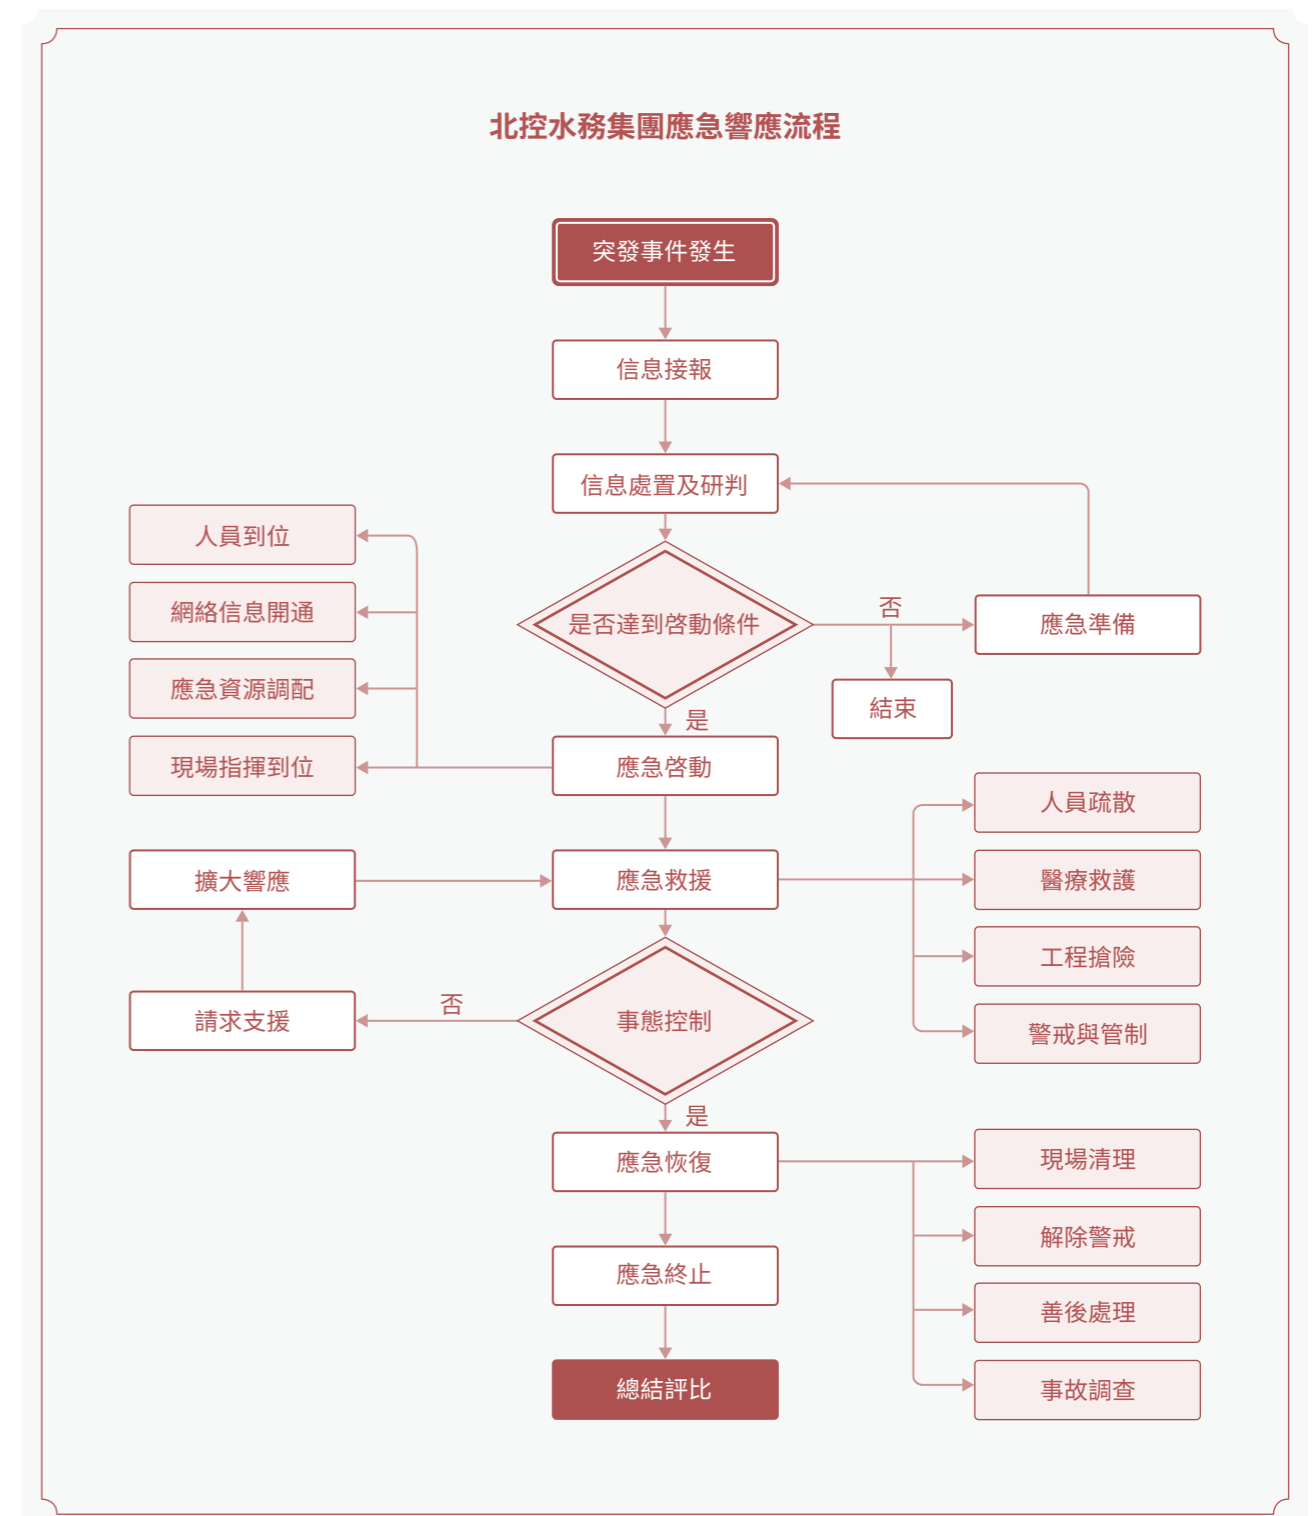 北控水務集團應急響應流程
突發事件發生
信息接報
信息處置及研判
人員到位
網絡信息開通
應急資源調配
現場指揮到位
是否達到啓動條件
否
應急準備
結束
是
應急啓動
人員疏散
醫療救護
工程搶險
警戒與管制
擴大響應
應急救援
請求支援
否
事態控制
是
應急恢復
現場清理
解除警戒
善後處理
事故調查
應急終止
總結評比